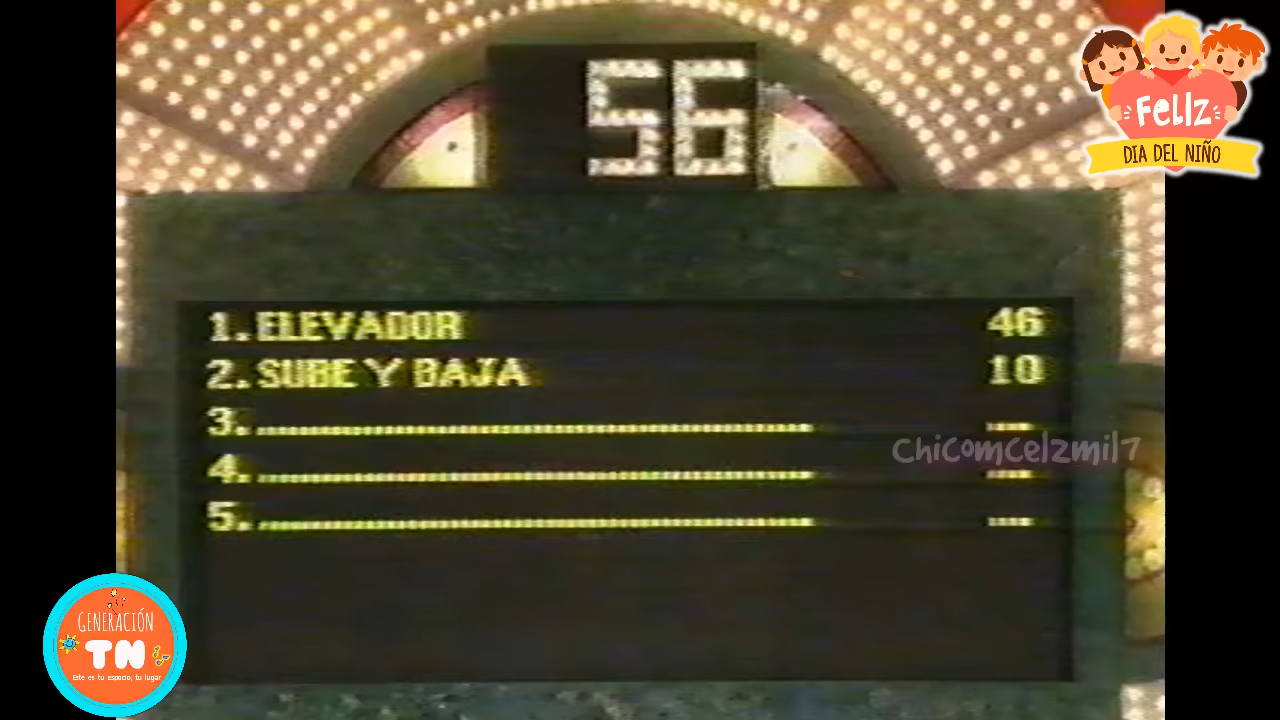 56
FELIZ
DIA DEL NIÑO
1. ELEVADOR 46
2. SUBE Y BAJA 10
3.
4.
5.
Chicomcelzmil7
GENERACIÓN
TN
Este es tu espacio, tu lugar